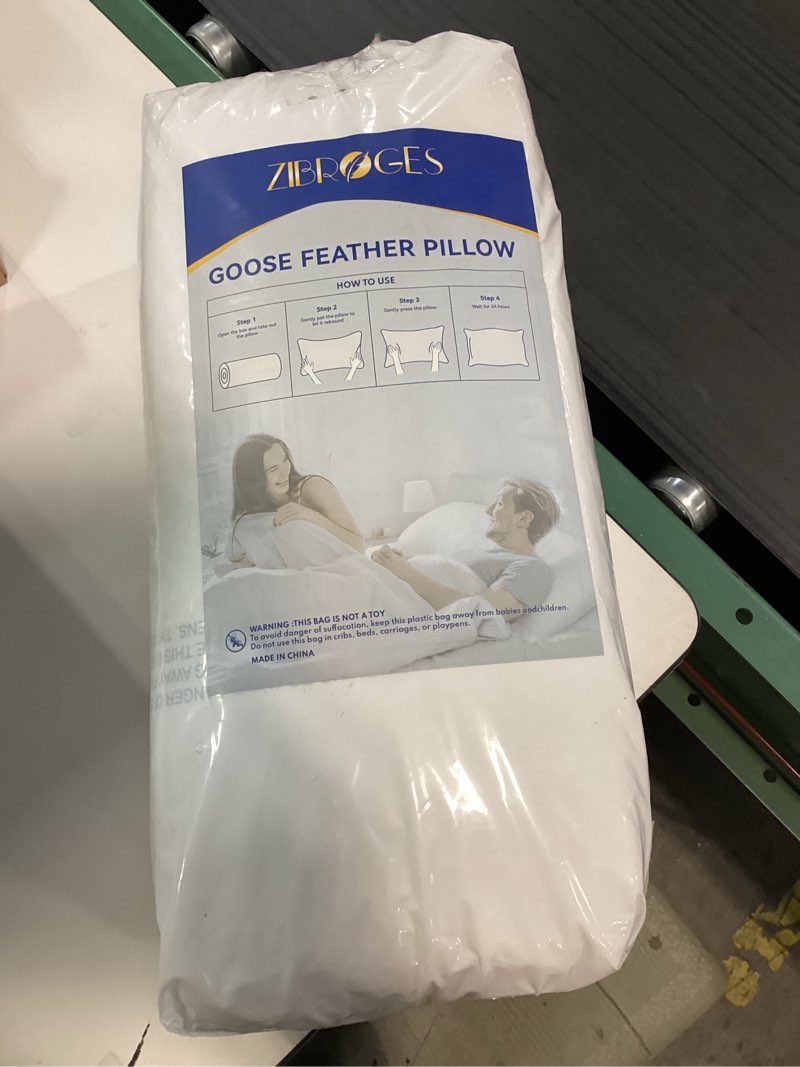 ZIBROGES
GOOSE FEATHER PILLOW
HOW TO USE
Step 1
Open the box and take out
the pillow
Step 2
Gently pat the pillow to
let it rebound
Step 3
Gently press the pillow
Step 4
Wait for 24 hours
WARNING :THIS BAG IS NOT A TOY
To avoid danger of suffocation, keep this plastic bag away from babies andchildren.
Do not use this bag in cribs, beds, carriages, or playpens.
MADE IN CHINA